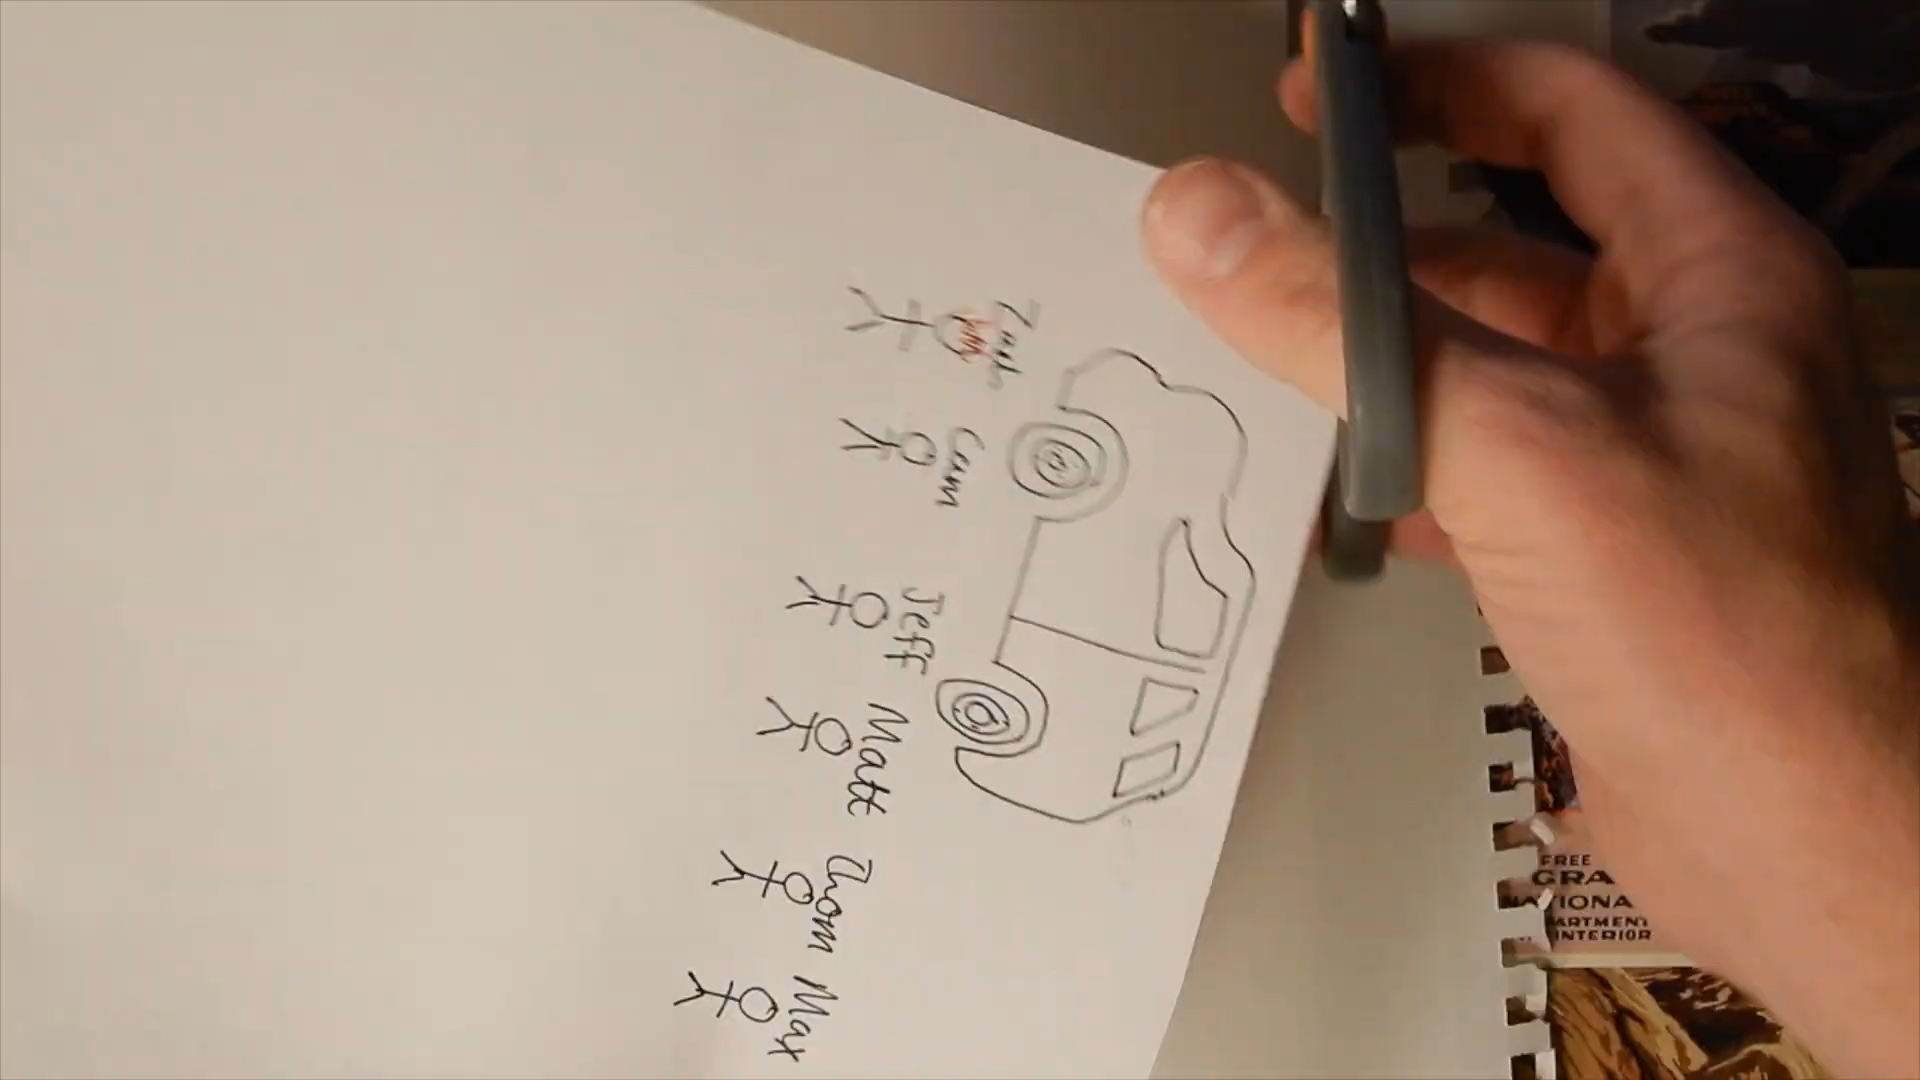 Cam
Jeff
Matt
Thom
Max
FREE
GRA
NATIONA
ARTMENT
INTERIOR